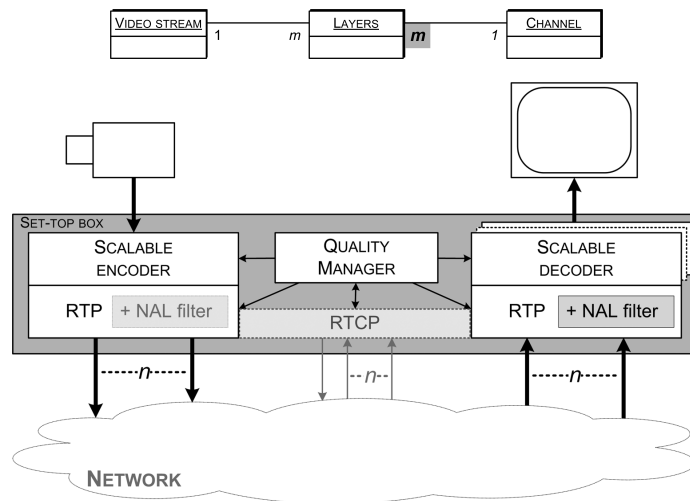 VIDEO STREAM
1
m
LAYERS
m
1
CHANNEL
SET-TOP BOX
SCALABLE
ENCODER
QUALITY
MANAGER
SCALABLE
DECODER
RTP
+ NAL filter
RTCP
RTP
+ NAL filter
n
n
n
NETWORK